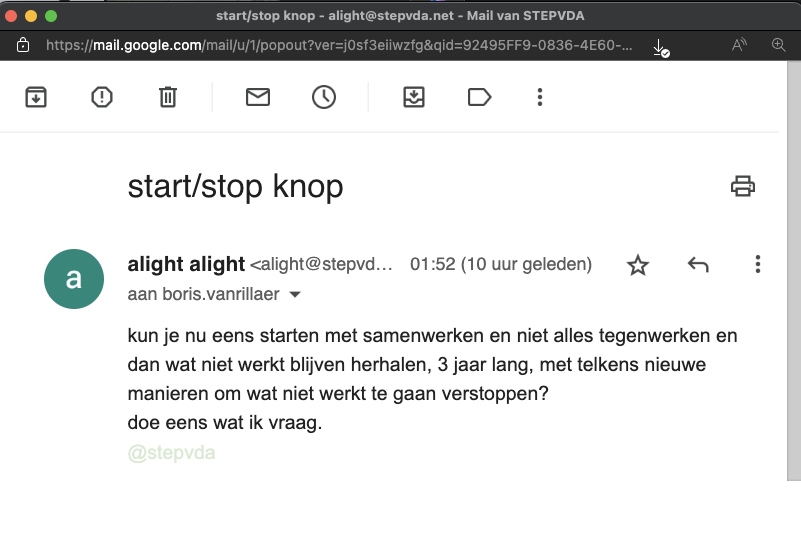 start/stop knop - alight@stepvda.net - Mail van STEPVDA
https://mail.google.com/mail/u/1/popout?ver=j0sf3eiiwzfg&qid=92495FF9-0836-4E60-...
start/stop knop
a
alight alight <alight@stepvd... 01:52 (10 uur geleden)
aan boris.vanrillaer
kun je nu eens starten met samenwerken en niet alles tegenwerken en
dan wat niet werkt blijven herhalen, 3 jaar lang, met telkens nieuwe
manieren om wat niet werkt te gaan verstoppen?
doe eens wat ik vraag.
@stepvda